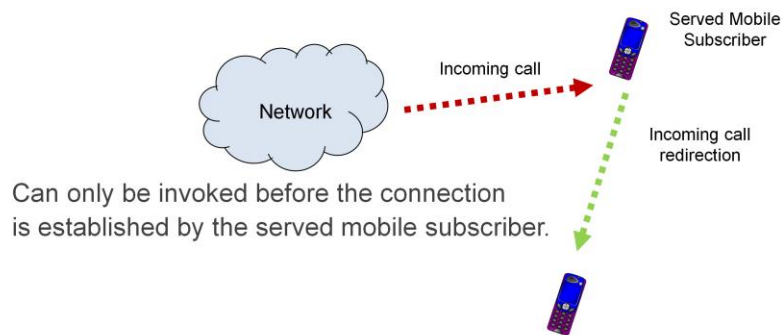 Served Mobile
Subscriber
Incoming call
Network
Incoming call
redirection
Can only be invoked before the connection
is established by the served mobile subscriber.